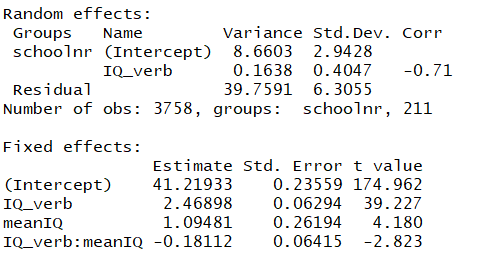 Random effects:
Groups Name Variance Std.Dev. Corr
schoolnr (Intercept) 8.6603 2.9428
IQ_verb 0.1638 0.4047 -0.71
Residual 39.7591 6.3055
Number of obs: 3758, groups: schoolnr, 211
Fixed effects:
Estimate Std. Error t value
(Intercept) 41.21933 0.23559 174.962
IQ_verb 2.46898 0.06294 39.227
meanIQ 1.09481 0.26194 4.180
IQ_verb:meanIQ -0.18112 0.06415 -2.823